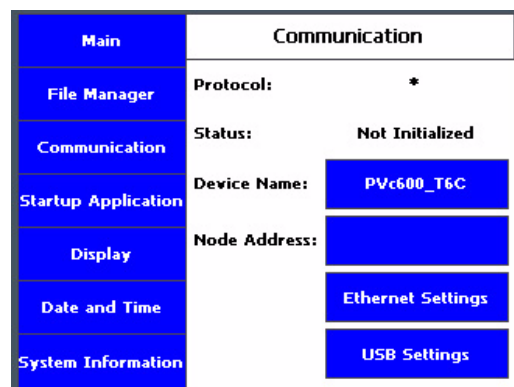 Main
File Manager
Communication
Startup Application
Display
Date and Time
System Information
Communication
Protocol: *
Status: Not Initialized
Device Name: PVc600_T6C
Node Address:
Ethernet Settings
USB Settings